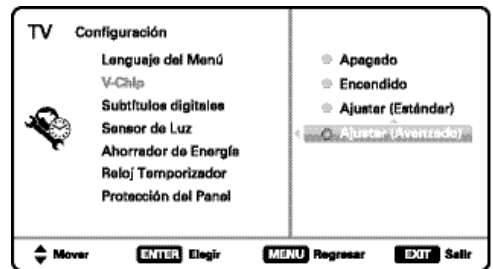 TV Configuración
Lenguaje del Menú
V-Chip
Subtítulos digitales
Sensor de Luz
Ahorrador de Energía
Reloj Temporizador
Protección del Panel
Apagado
Encendido
Ajustar (Estándar)
Ajustar (Avanzado)
Mover ENTER Elegir MENU Regresar EXIT Salir